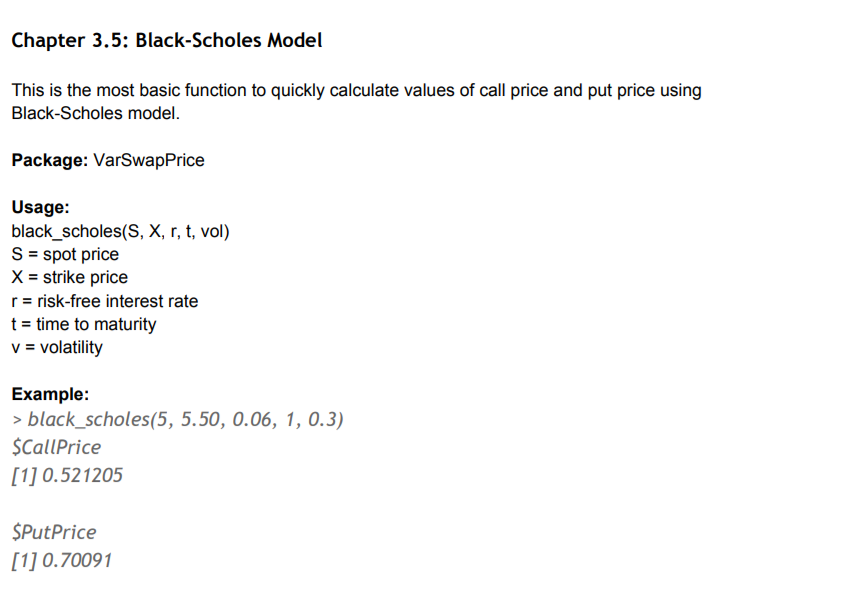 Chapter 3.5: Black-Scholes Model
This is the most basic function to quickly calculate values of call price and put price using
Black-Scholes model.
Package: VarSwapPrice
Usage:
black_scholes(S, X, r, t, vol)
S = spot price
X = strike price
r = risk-free interest rate
t = time to maturity
v = volatility
Example:
> black_scholes(5, 5.50, 0.06, 1, 0.3)
$CallPrice
[1] 0.521205
$PutPrice
[1] 0.70091